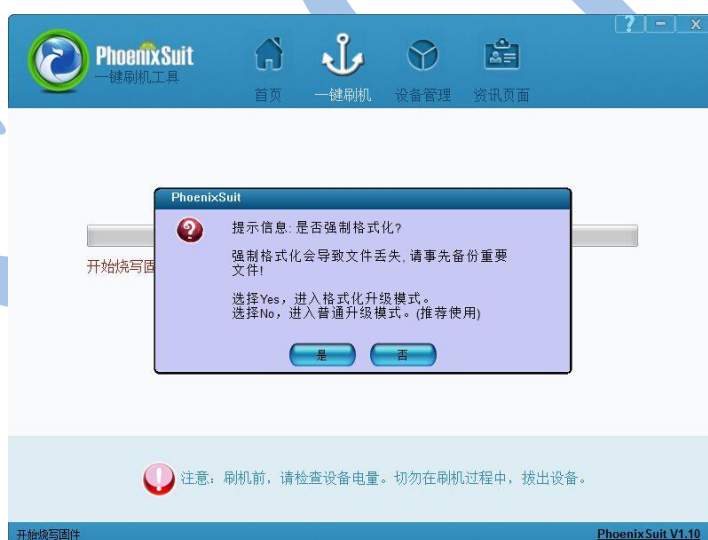 ? - x
PhoenixSuit
一键刷机工具
首页
一键刷机
设备管理
资讯页面
PhoenixSuit
提示信息: 是否强制格式化?
强制格式化会导致文件丢失, 请事先备份重要
文件!
选择Yes，进入格式化升级模式。
选择No，进入普通升级模式。(推荐使用)
是
否
开始烧写固
注意：刷机前，请检查设备电量。切勿在刷机过程中，拔出设备。
开始烧写固件
PhoenixSuit V1.10